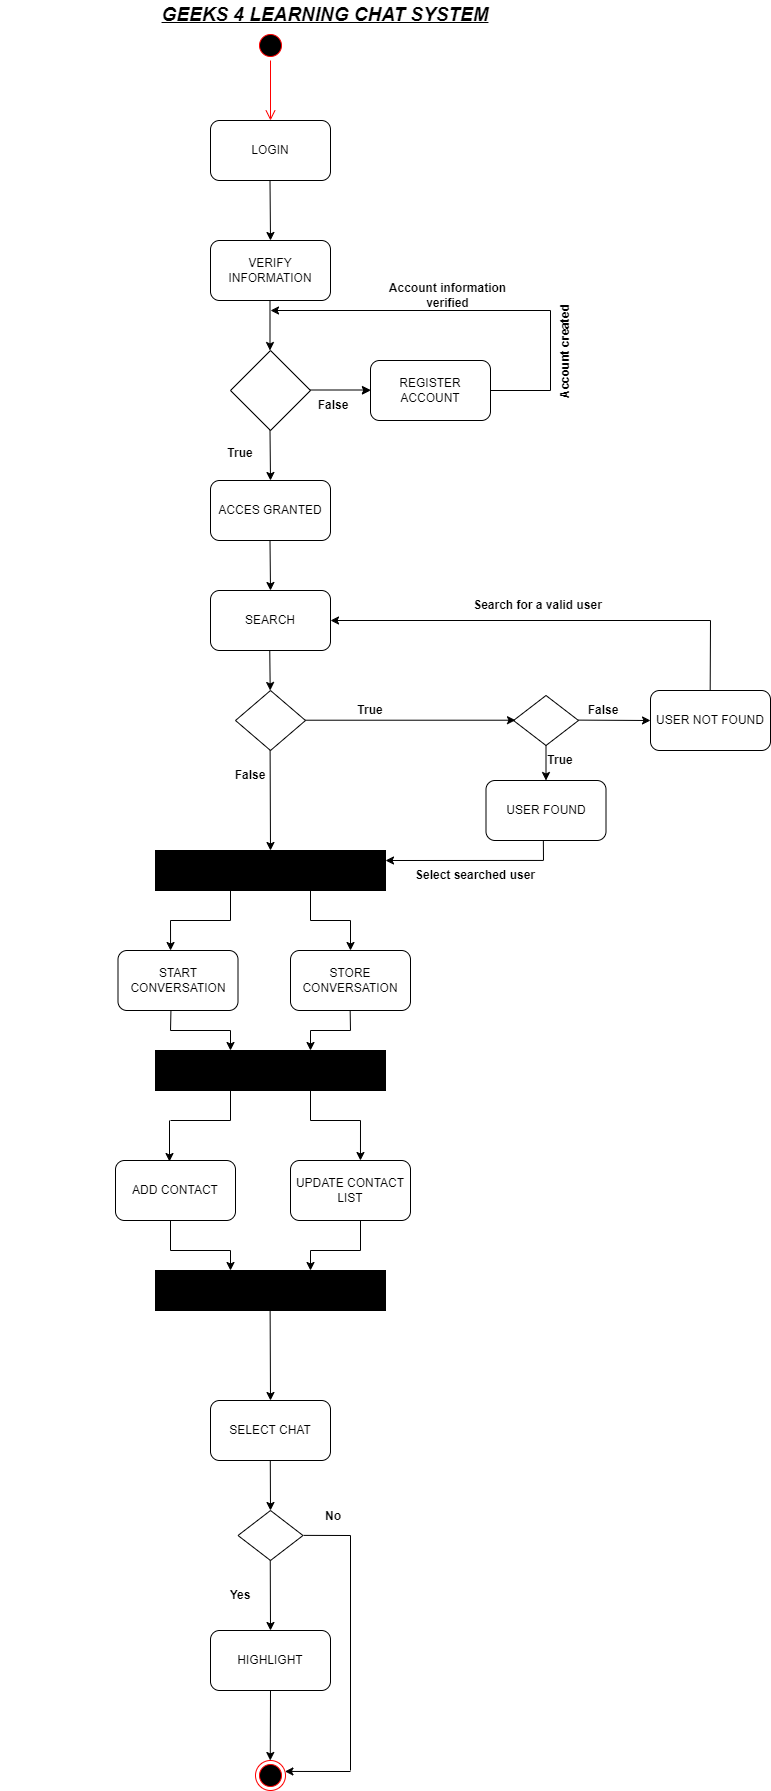 GEEKS 4 LEARNING CHAT SYSTEM
LOGIN
VERIFY
INFORMATION
Account information
verified
Account created
REGISTER
ACCOUNT
False
True
ACCES GRANTED
SEARCH
Search for a valid user
True
False
USER NOT FOUND
True
False
USER FOUND
Select searched user
START
CONVERSATION
STORE
CONVERSATION
ADD CONTACT
UPDATE CONTACT
LIST
SELECT CHAT
No
Yes
HIGHLIGHT